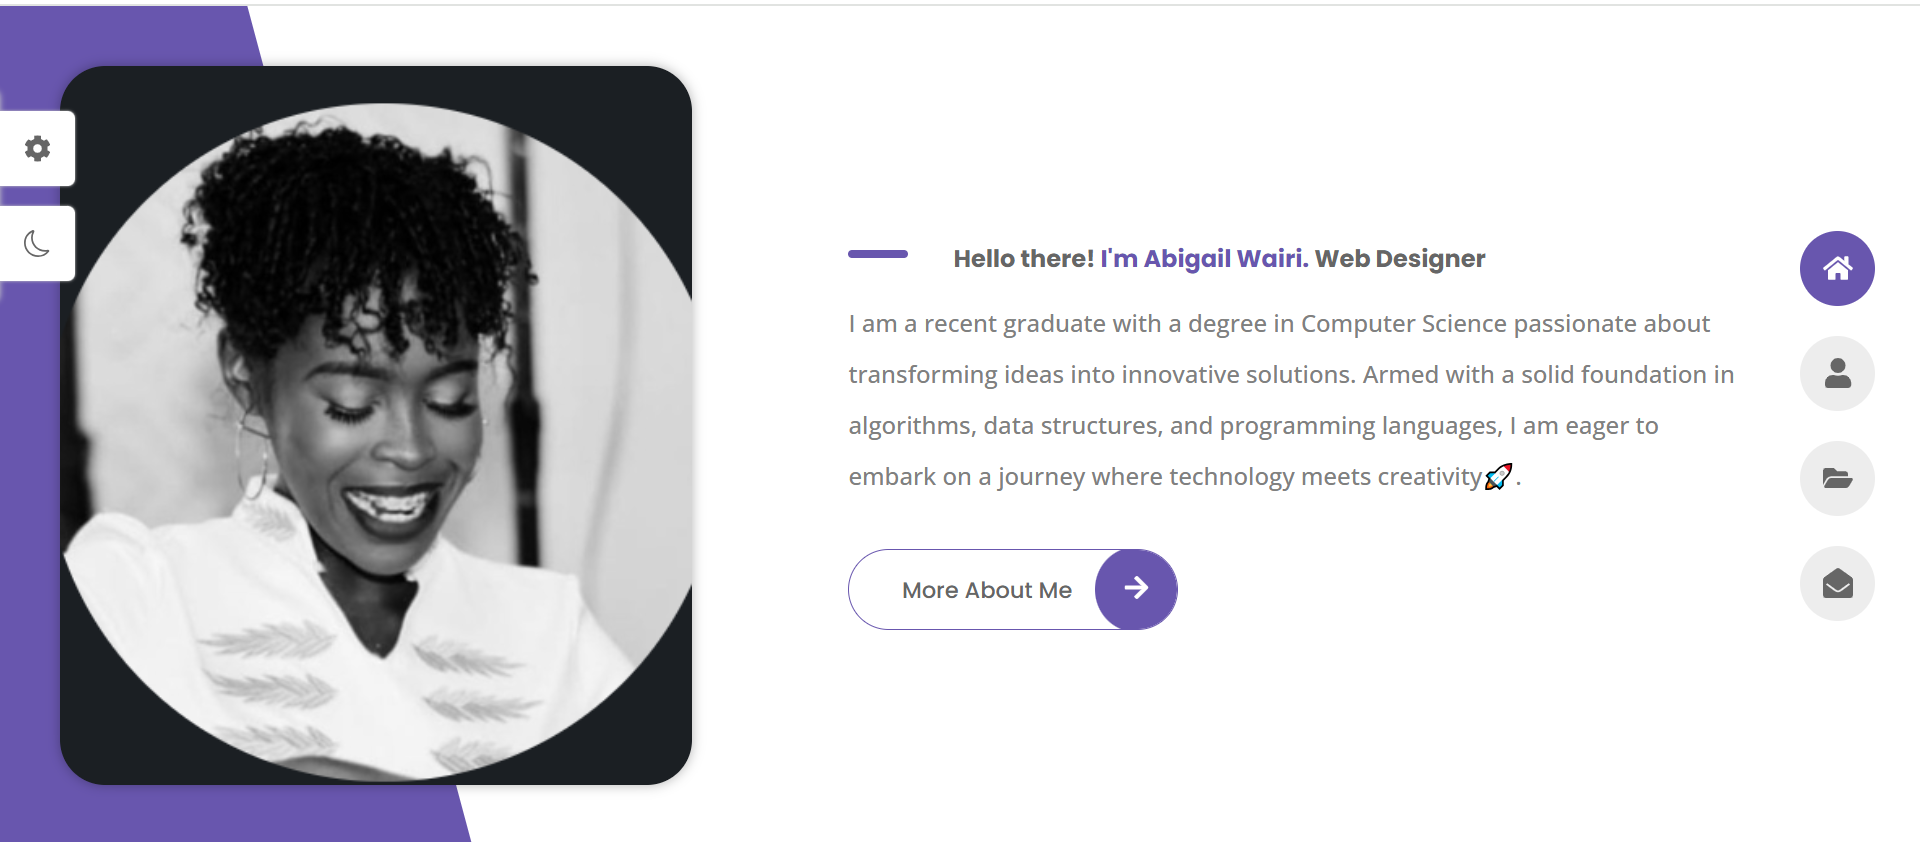 Hello there! I'm Abigail Wairi. Web Designer
I am a recent graduate with a degree in Computer Science passionate about
transforming ideas into innovative solutions. Armed with a solid foundation in
algorithms, data structures, and programming languages, I am eager to
embark on a journey where technology meets creativity🚀.
More About Me